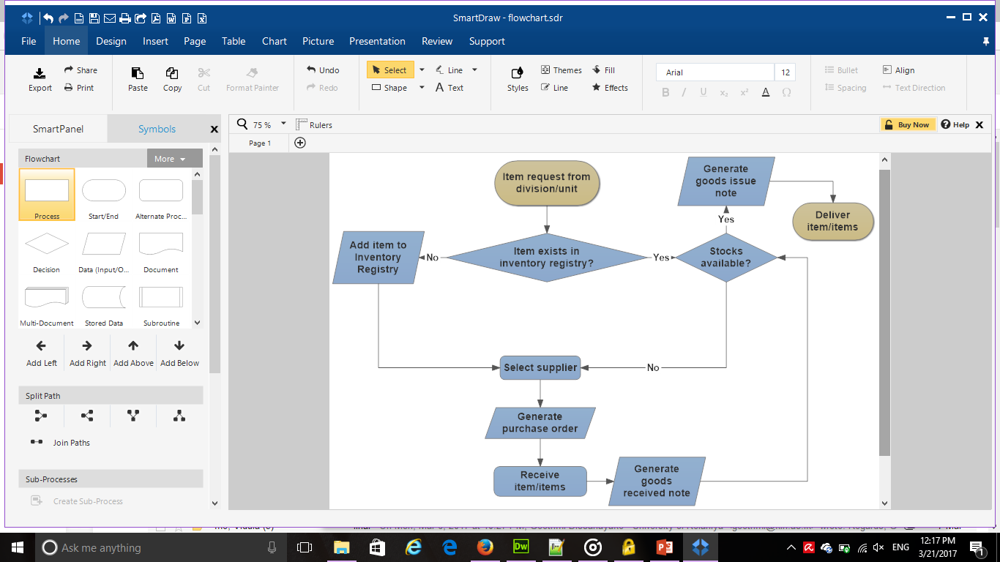 SmartDraw - flowchart.sdr
File Home Design Insert Page Table Chart Picture Presentation Review Support
Export
Share
Print
Paste
Copy
Cut
Format Painter
Undo
Redo
Select
Line
Shape
Text
Styles
Themes
Fill
Line
Effects
Arial
12
B I U x₂ x² A Ω
Bullet
Align
Spacing
Text Direction
SmartPanel
Symbols
75 %
Rulers
Buy Now
Help
Page 1
Flowchart
More
Process
Start/End
Alternate Proc...
Decision
Data (Input/O...
Document
Multi-Document
Stored Data
Subroutine
Add Left
Add Right
Add Above
Add Below
Split Path
Join Paths
Sub-Processes
Create Sub-Process
Item request from
division/unit
Generate
goods issue
note
Yes
Deliver
item/items
Add item to
Inventory
Registry
No
Item exists in
inventory registry?
Yes
Stocks
available?
Select supplier
No
Generate
purchase order
Receive
item/items
Generate
goods
received note
Ask me anything
Dw
ENG
12:17 PM
3/21/2017
1